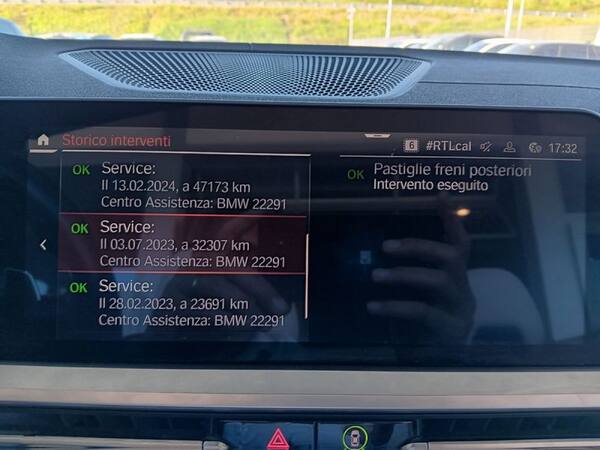 Storico interventi
6 #RTLcal 17:32
OK Service:
Il 13.02.2024, a 47173 km
Centro Assistenza: BMW 22291
OK Service:
Il 03.07.2023, a 32307 km
Centro Assistenza: BMW 22291
OK Service:
Il 28.02.2023, a 23691 km
Centro Assistenza: BMW 22291
OK Pastiglie freni posteriori
Intervento eseguito